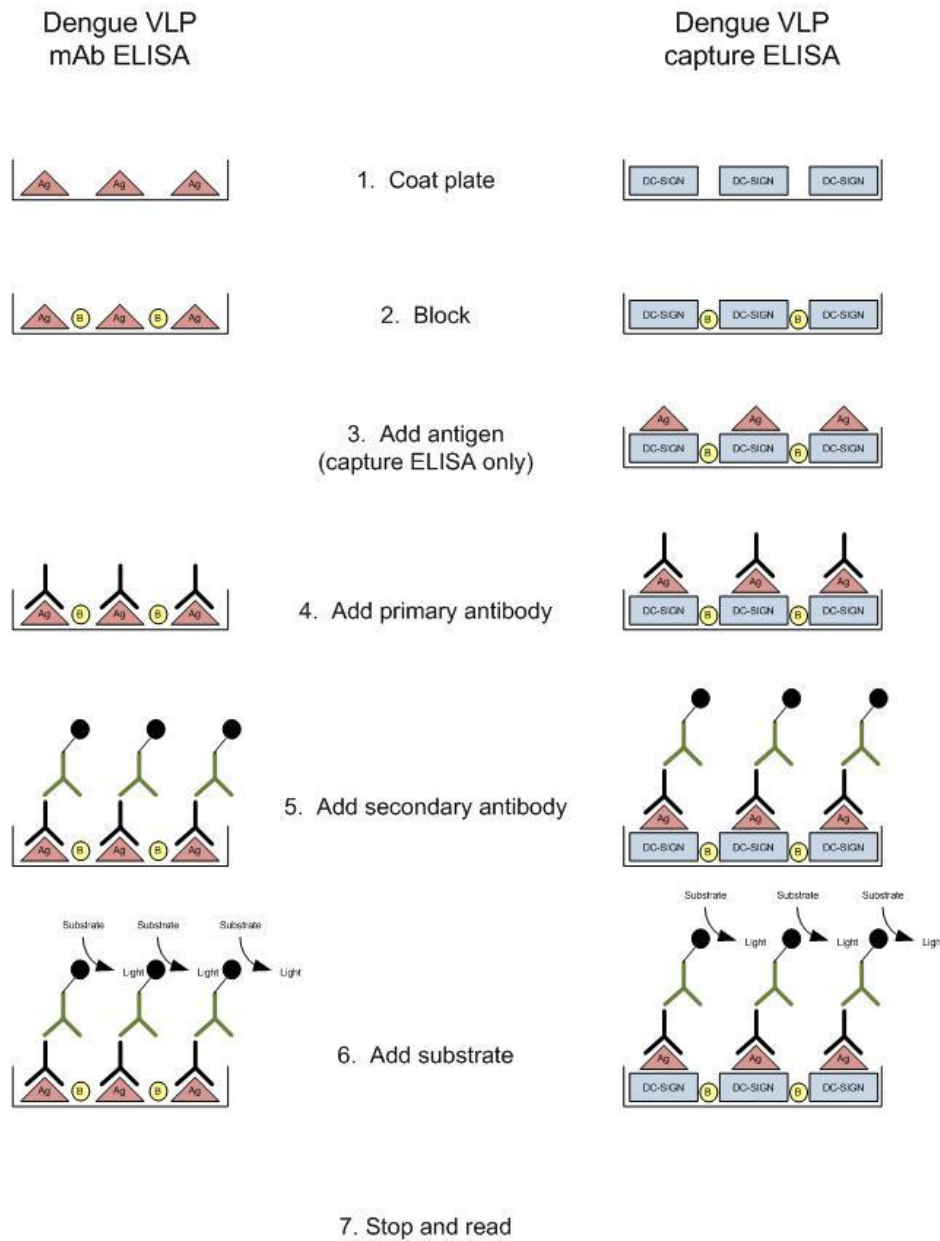 Dengue VLP
mAb ELISA
Dengue VLP
capture ELISA
Ag Ag Ag
1. Coat plate
DC-SIGN DC-SIGN DC-SIGN
Ag B Ag B Ag
2. Block
DC-SIGN B DC-SIGN B DC-SIGN
3. Add antigen
(capture ELISA only)
Ag Ag Ag
DC-SIGN B DC-SIGN B DC-SIGN
Ag B Ag B Ag
4. Add primary antibody
Ag Ag Ag
DC-SIGN B DC-SIGN B DC-SIGN
Ag B Ag B Ag
5. Add secondary antibody
Ag Ag Ag
DC-SIGN B DC-SIGN B DC-SIGN
Substrate Substrate Substrate
Light Light Light
Ag B Ag B Ag
6. Add substrate
Substrate Substrate Substrate
Light Light Light
Ag Ag Ag
DC-SIGN B DC-SIGN B DC-SIGN
7. Stop and read